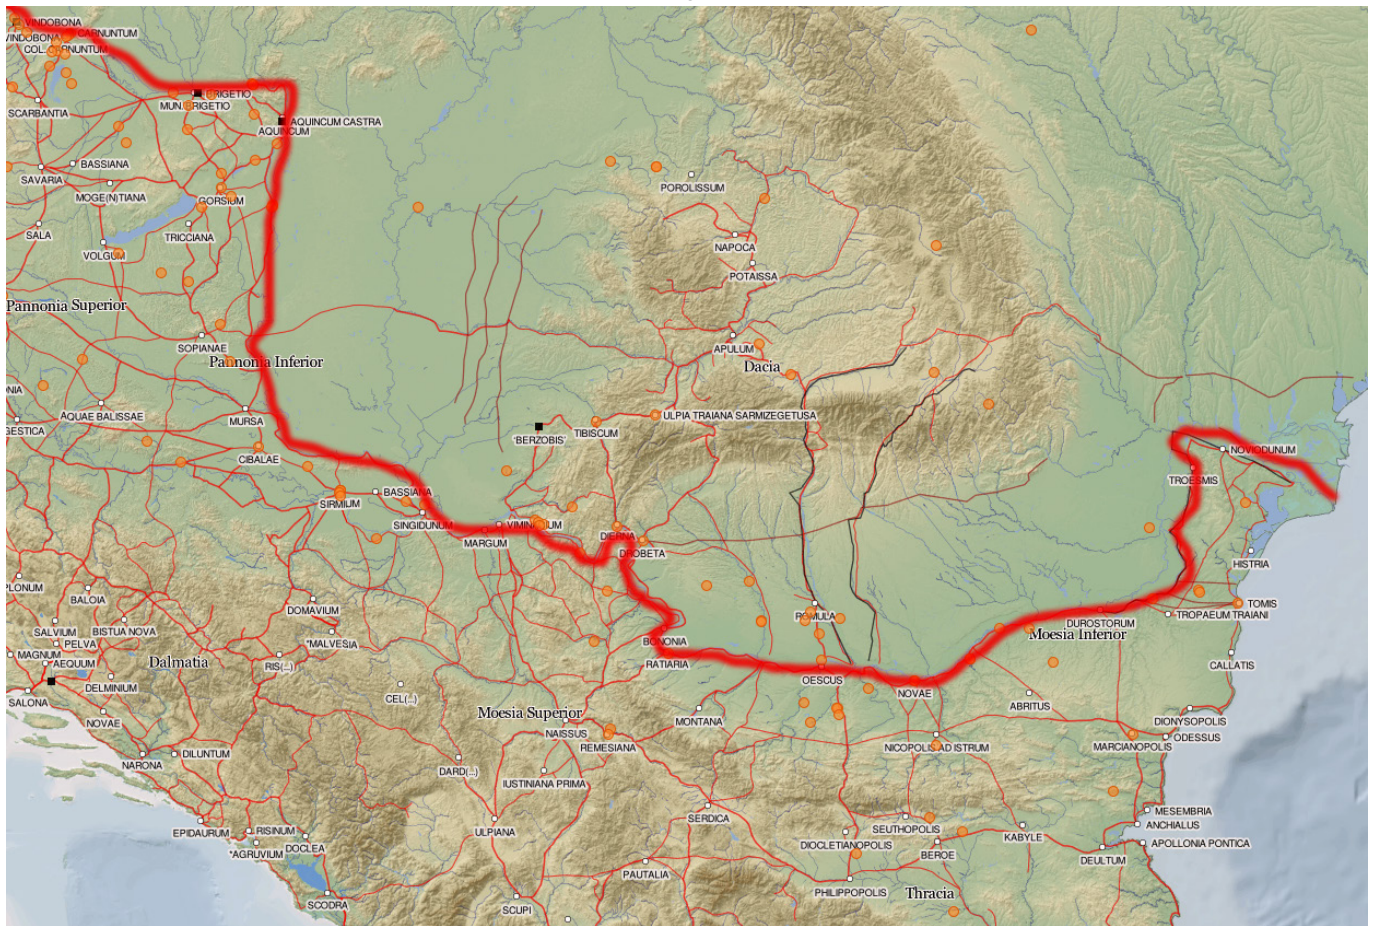 VINDOBONA
CARNUNTUM
VINDOBONA
COL. CARNUNTUM
BRIGETIO
MUN. BRIGETIO
SCARBANTIA
AQUINCUM CASTRA
AQUINCUM
BASSIANA
SAVARIA
MOGE(N)TIANA
GORSIUM
POROLISSUM
SALA
TRICCIANA
VOLGUM
NAPOCA
POTAISSA
Pannonia Superior
SOPIANAE
Pannonia Inferior
APULUM
Dacia
ONIA
AQUAE BALISSAE
GESTICA
MURSA
ULPIA TRAIANA SARMIZEGETUSA
TIBISCUM
'BERZOBIS'
NOVIODUNUM
CIBALAE
TROESMIS
BASSIANA
SIRMIUM
SINGIDUNUM
VIMINACIUM
MARGUM
DIERNA
DROBETA
HISTRIA
PLONUM
BALOIA
DOMAVIUM
ROMULA
TOMIS
TROPAEUM TRAIANI
DUROSTORUM
Moesia Inferior
SALVIUM
BISTUA NOVA
PELVA
*MALVESIA
BONONIA
MAGNUM
AEQUUM
Dalmatia
RIS(...)
RATIARIA
CALLATIS
DELMINIUM
CEL(...)
OESCUS
NOVAE
SALONA
ABRITUS
NOVAE
Moesia Superior
MONTANA
DIONYSOPOLIS
NAISSUS
REMESIANA
NICOPOLIS AD ISTRUM
ODESSUS
MARCIANOPOLIS
DILUNTUM
NARONA
DARD(...)
IUSTINIANA PRIMA
MESEMBRIA
SERDICA
ANCHIALUS
EPIDAURUM
RISINUM
ULPIANA
SEUTHOPOLIS
KABYLE
DIOCLETIANOPOLIS
APOLLONIA PONTICA
*AGRUVIUM
DOCLEA
BEROE
DEULTUM
PAUTALIA
PHILIPPOPOLIS
Thracia
SCODRA
SCUPI